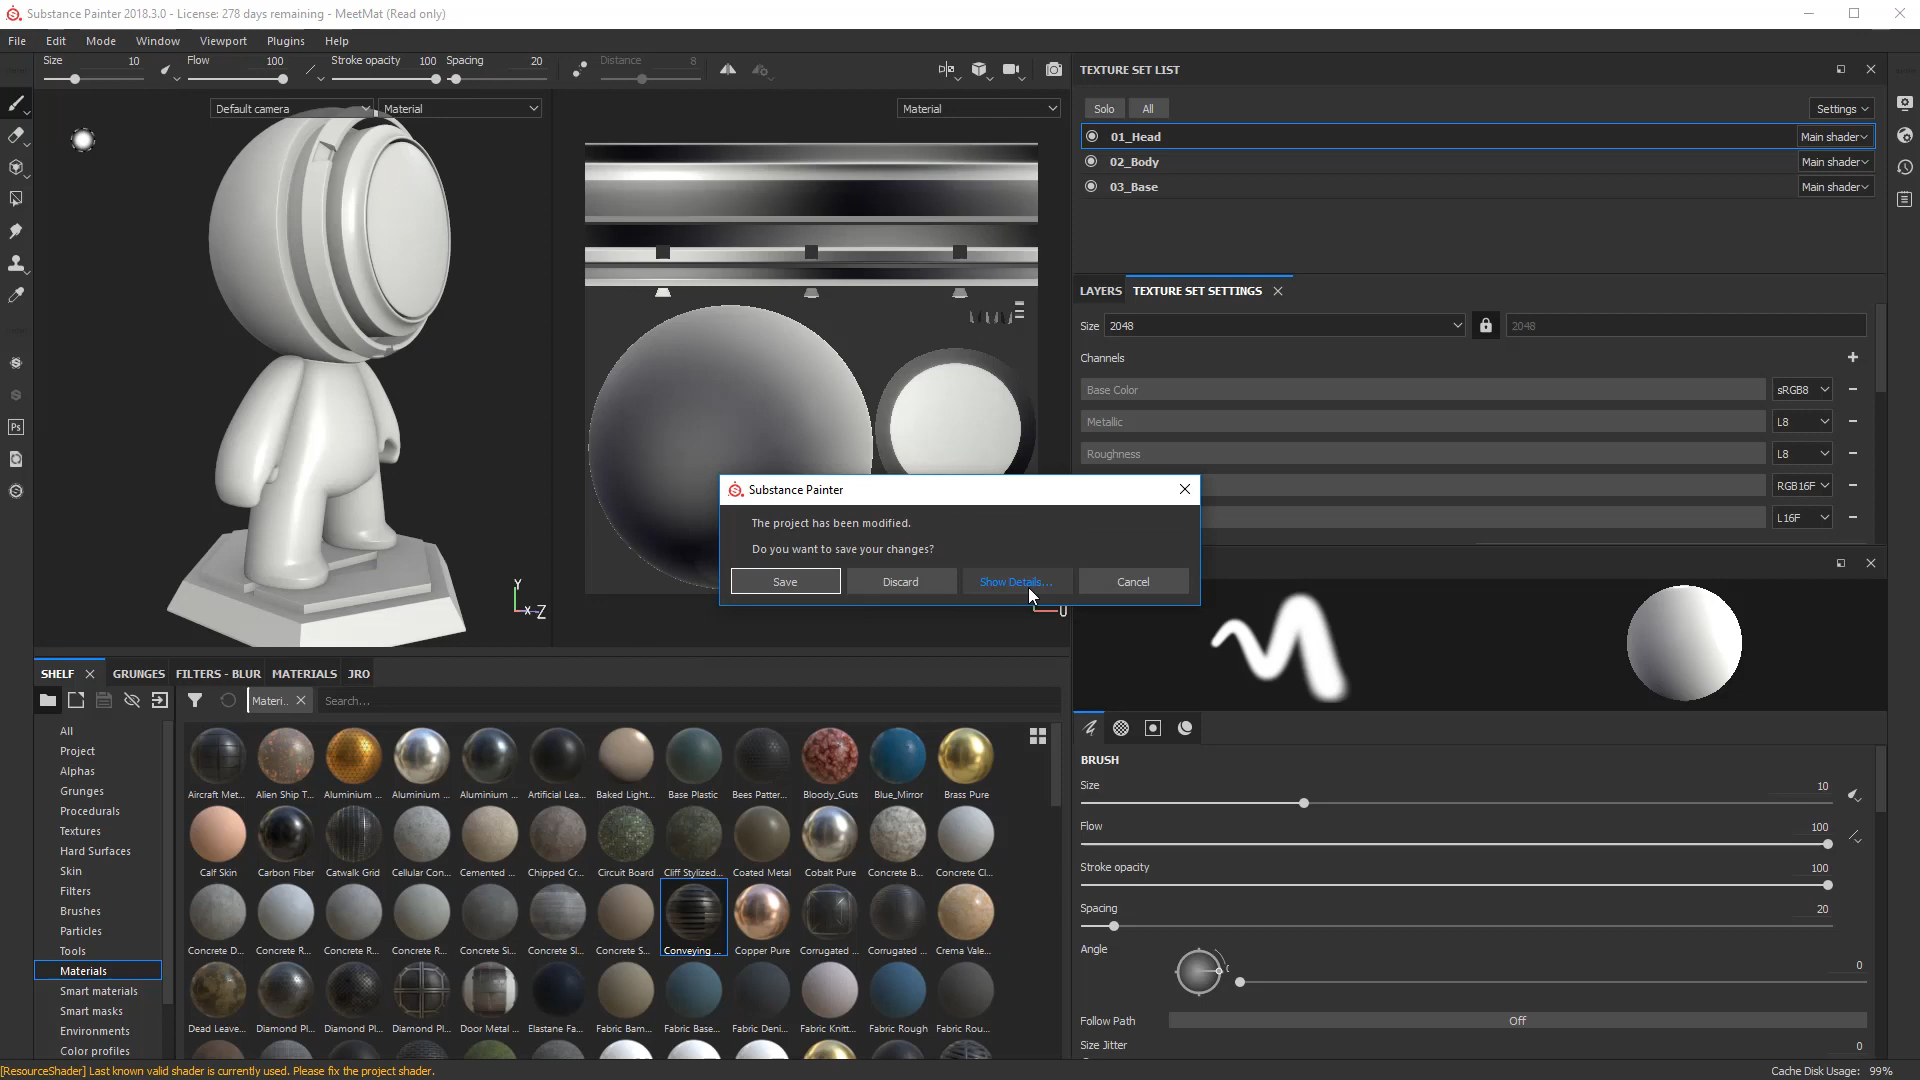 Substance Painter 2018.3.0 - License: 278 days remaining - MeetMat (Read only)
File Edit Mode Window Viewport Plugins Help
Size 10 Flow 100 Stroke opacity 100 Spacing 20 Distance 8
Default camera Material Material
TEXTURE SET LIST
Solo All Settings
01_Head Main shader
02_Body Main shader
03_Base Main shader
LAYERS TEXTURE SET SETTINGS
Size 2048 2048
Channels
Base Color sRGB8
Metallic L8
Roughness L8
RGB16F
L16F
Substance Painter
The project has been modified.
Do you want to save your changes?
Save Discard Show Details... Cancel
Y
X Z
U
Ps
SHELF GRUNGES FILTERS - BLUR MATERIALS JRO
Materi.. Search...
All
Project
Alphas
Grunges
Procedurals
Textures
Hard Surfaces
Skin
Filters
Brushes
Particles
Tools
Materials
Smart materials
Smart masks
Environments
Color profiles
Aircraft Met... Alien Ship T... Aluminium ... Aluminium ... Aluminium ... Artificial Lea... Baked Light... Base Plastic Bees Patter... Bloody_Guts Blue_Mirror Brass Pure
Calf Skin Carbon Fiber Catwalk Grid Cellular Con... Cemented ... Chipped Cr... Circuit Board Cliff Stylized... Coated Metal Cobalt Pure Concrete B... Concrete Cl...
Concrete D... Concrete R... Concrete R... Concrete R... Concrete Si... Concrete Sl... Concrete S... Conveying ... Copper Pure Corrugated ... Corrugated ... Crema Vale...
Dead Leave... Diamond Pl... Diamond Pl... Diamond Pl... Door Metal ... Elastane Fa... Fabric Bam... Fabric Base... Fabric Deni... Fabric Knitt... Fabric Rough Fabric Rou...
BRUSH
Size 10
Flow 100
Stroke opacity 100
Spacing 20
Angle 0
Follow Path Off
Size Jitter 0
[ResourceShader] Last known valid shader is currently used. Please fix the project shader.
Cache Disk Usage: 99%